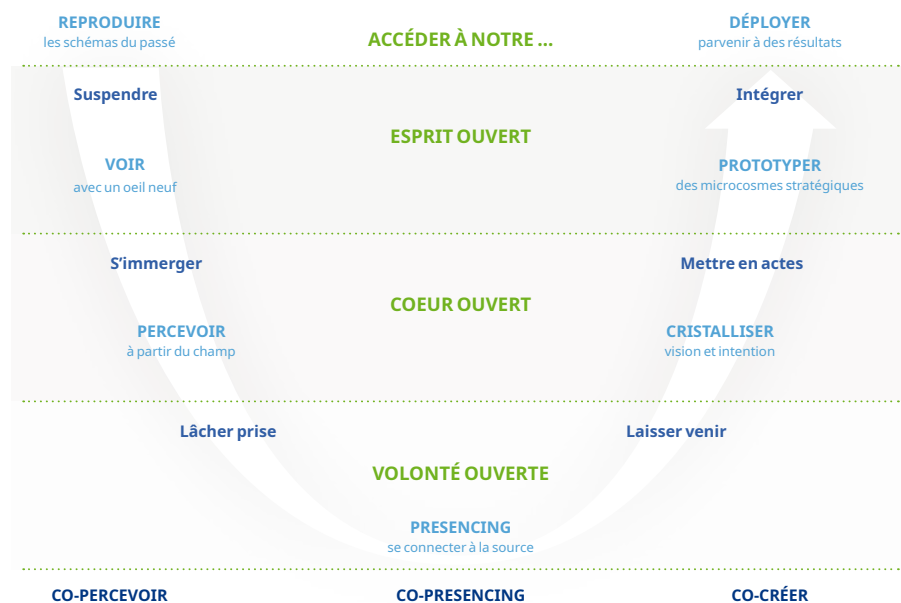 REPRODUIRE
les schémas du passé
ACCÉDER À NOTRE ...
DÉPLOYER
parvenir à des résultats
Suspendre
Intégrer
ESPRIT OUVERT
VOIR
avec un oeil neuf
PROTOTYPER
des microcosmes stratégiques
S’immerger
Mettre en actes
COEUR OUVERT
PERCEVOIR
à partir du champ
CRISTALLISER
vision et intention
Lâcher prise
Laisser venir
VOLONTÉ OUVERTE
PRESENCING
se connecter à la source
CO-PERCEVOIR
CO-PRESENCING
CO-CRÉER